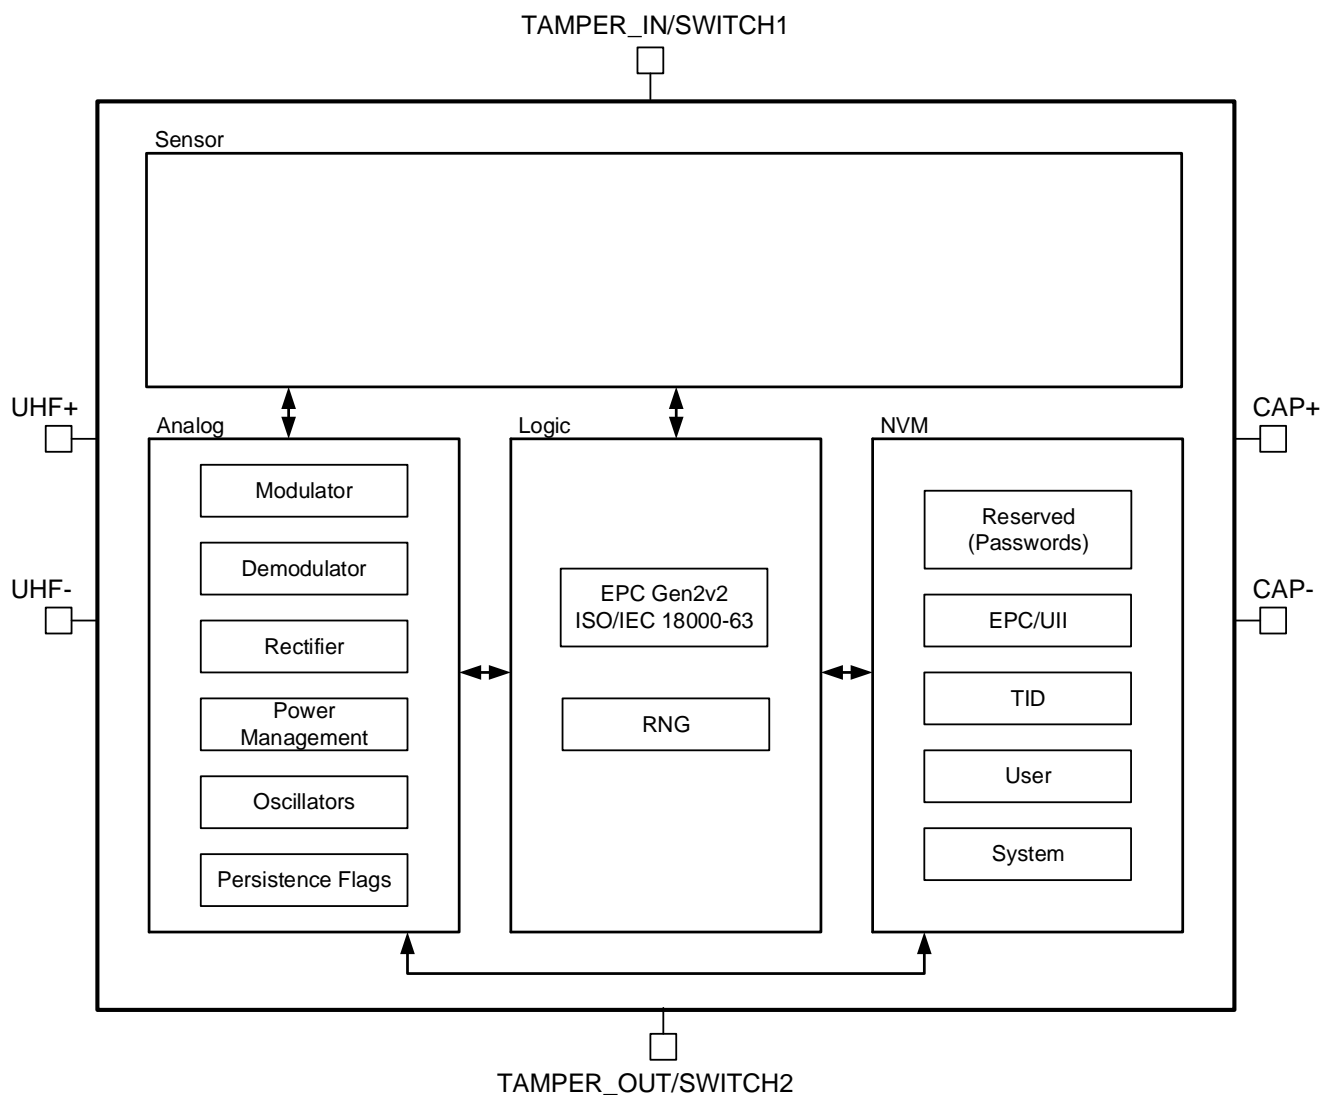 TAMPER_IN/SWITCH1
Sensor
UHF+
CAP+
Analog
Logic
NVM
Modulator
Demodulator
Rectifier
Power
Management
Oscillators
Persistence Flags
EPC Gen2v2
ISO/IEC 18000-63
RNG
Reserved
(Passwords)
EPC/UII
TID
User
System
UHF-
CAP-
TAMPER_OUT/SWITCH2